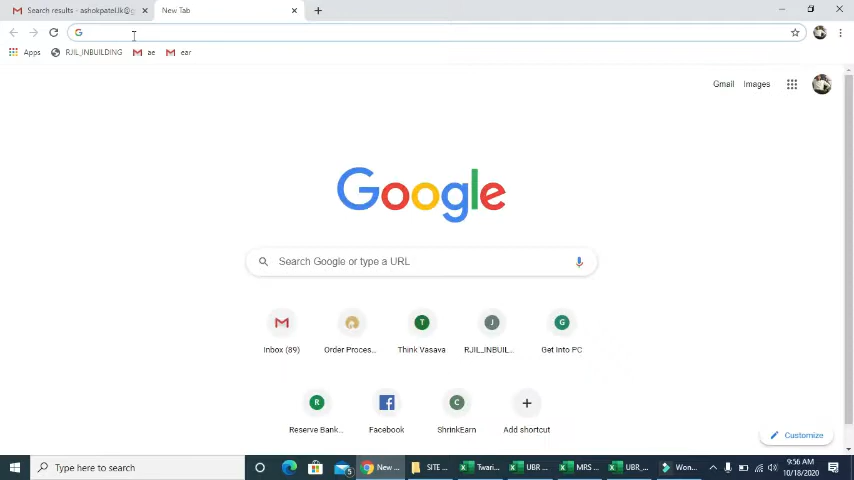 Search results - ashokpatel.lk@g
New Tab
Apps
RJIL_INBUILDING
ae
ear
Gmail
Images
Google
Search Google or type a URL
Inbox (89)
Order Proces...
T
Think Vasava
J
RJIL_INBUIL...
G
Get Into PC
R
Reserve Bank...
Facebook
C
ShrinkEarn
Add shortcut
Customize
Type here to search
5
New ...
SITE ...
Twari...
UBR ...
MRS ...
UBR_...
Won...
9:56 AM
10/18/2020